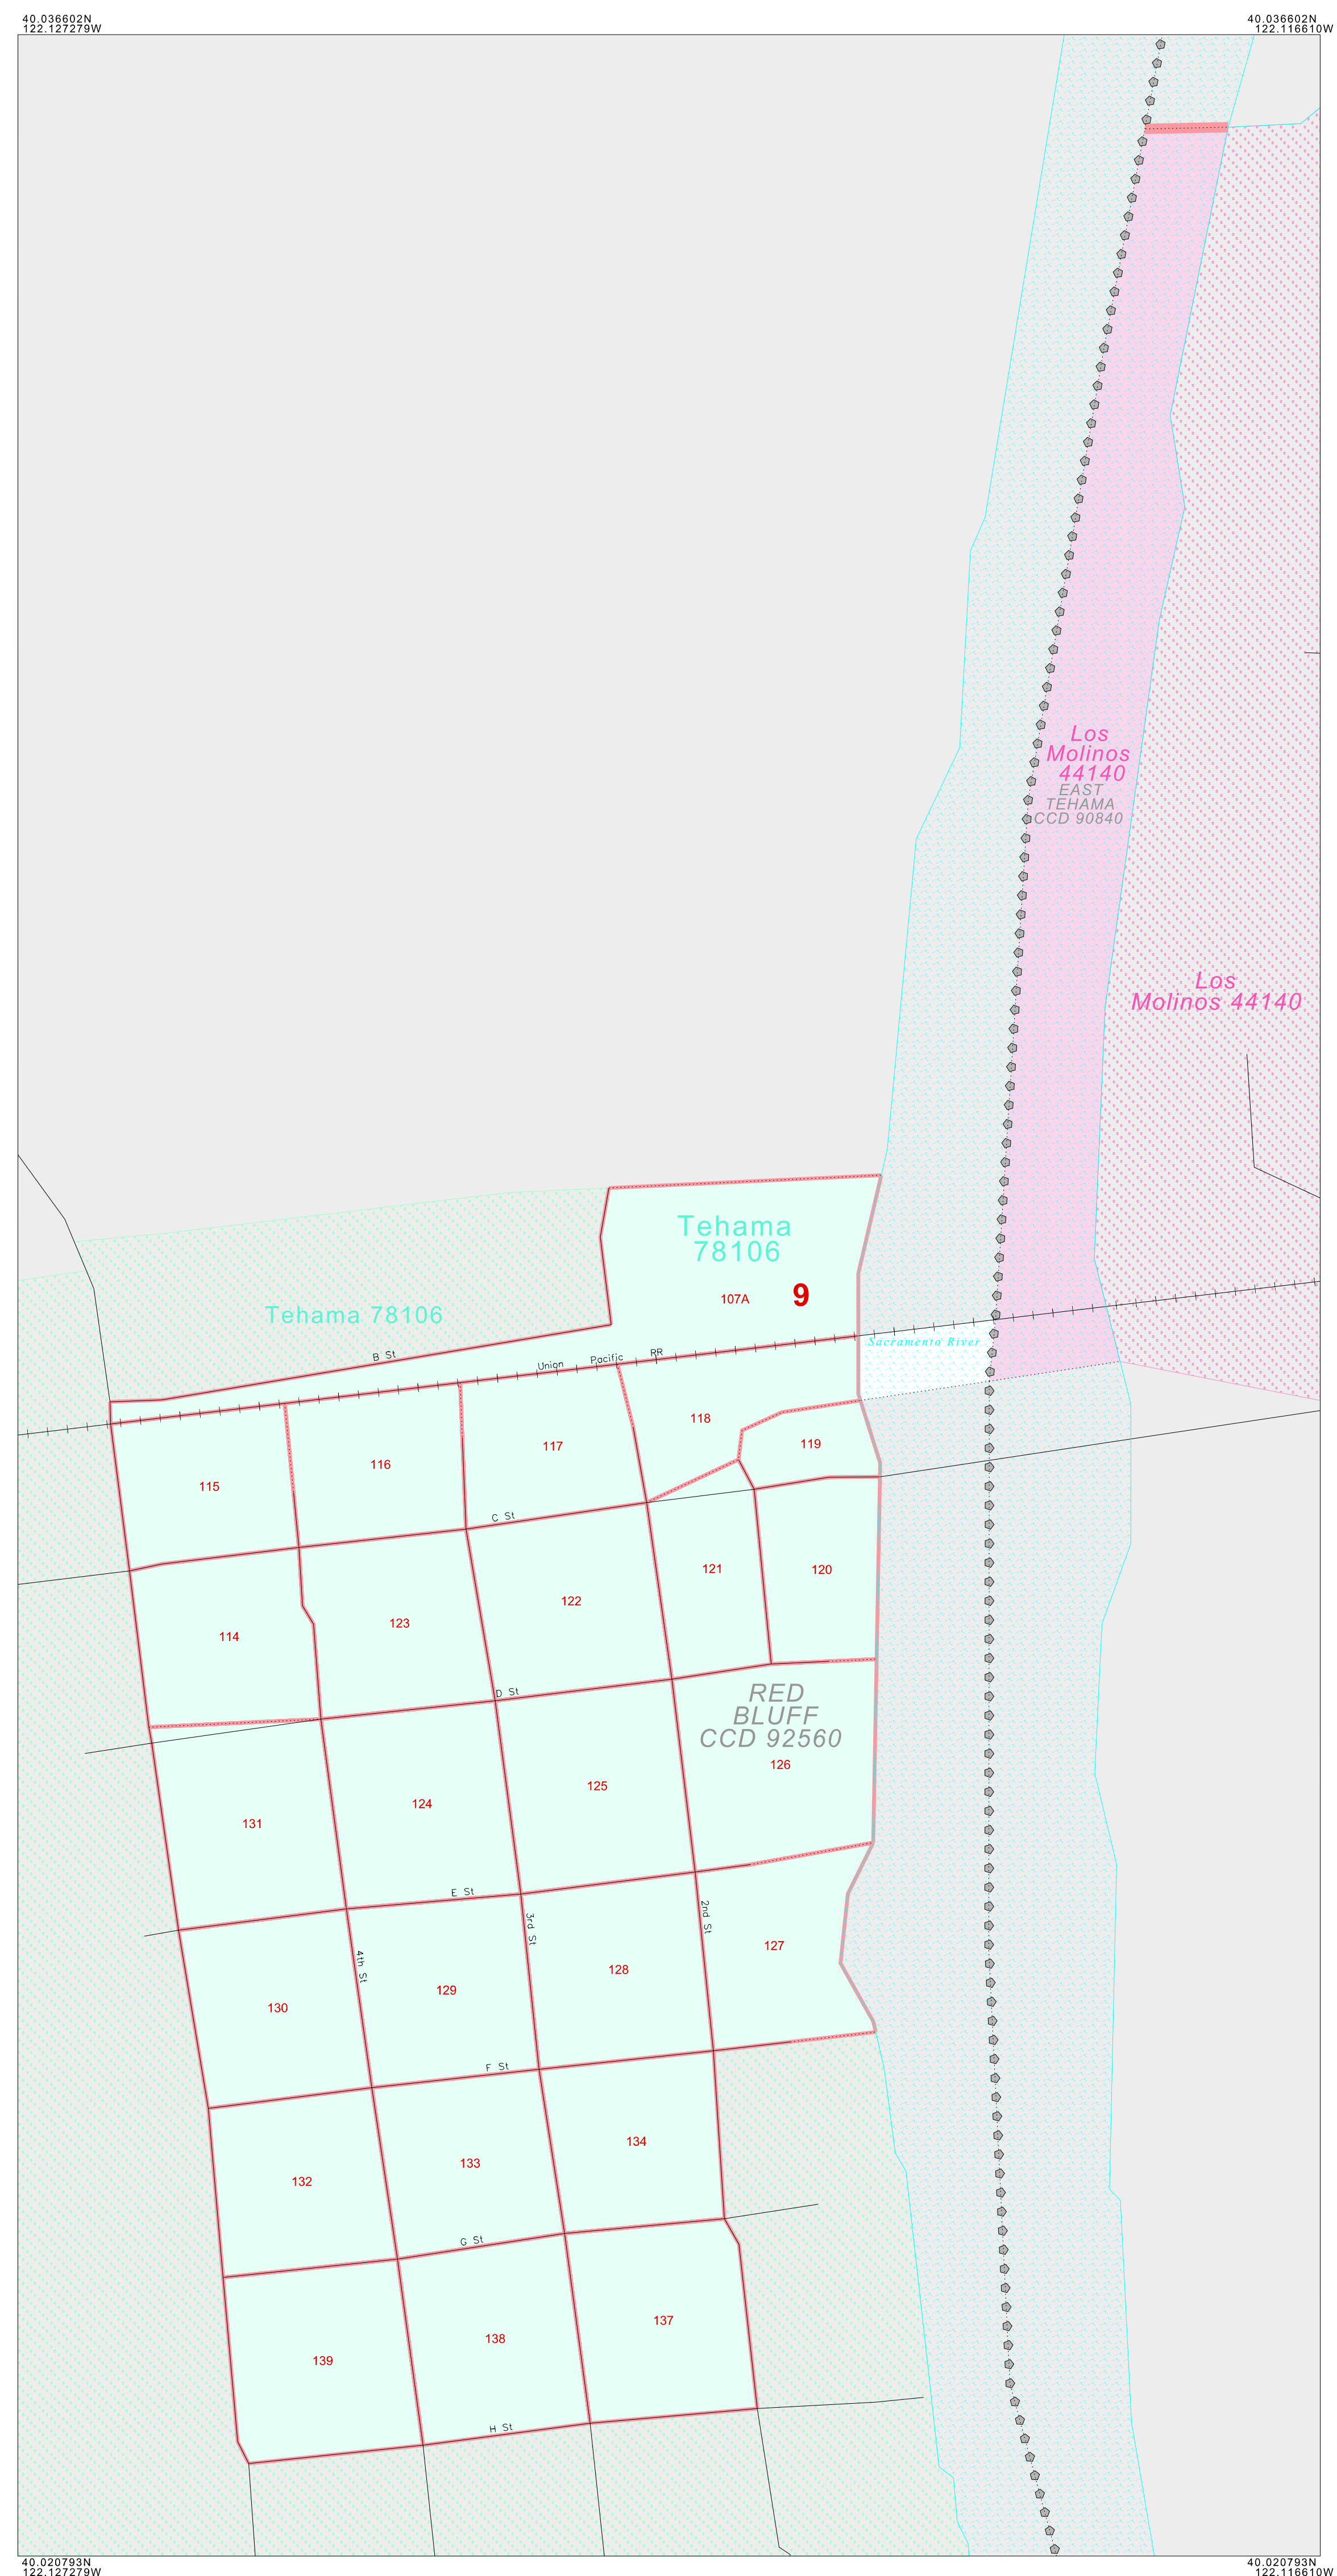 40.036602N
122.127279W
40.036602N
122.116610W
Los
Molinos
44140
EAST
TEHAMA
CCD 90840
Los
Molinos 44140
Tehama
78106
107A
9
Tehama 78106
B St
Union Pacific RR
Sacramento River
118
119
117
116
115
C St
121
120
122
123
114
D St
RED
BLUFF
CCD 92560
126
125
124
131
E St
2nd St
3rd St
4th St
127
128
129
130
F St
134
133
132
G St
137
138
139
H St
40.020793N
122.127279W
40.020793N
122.116610W